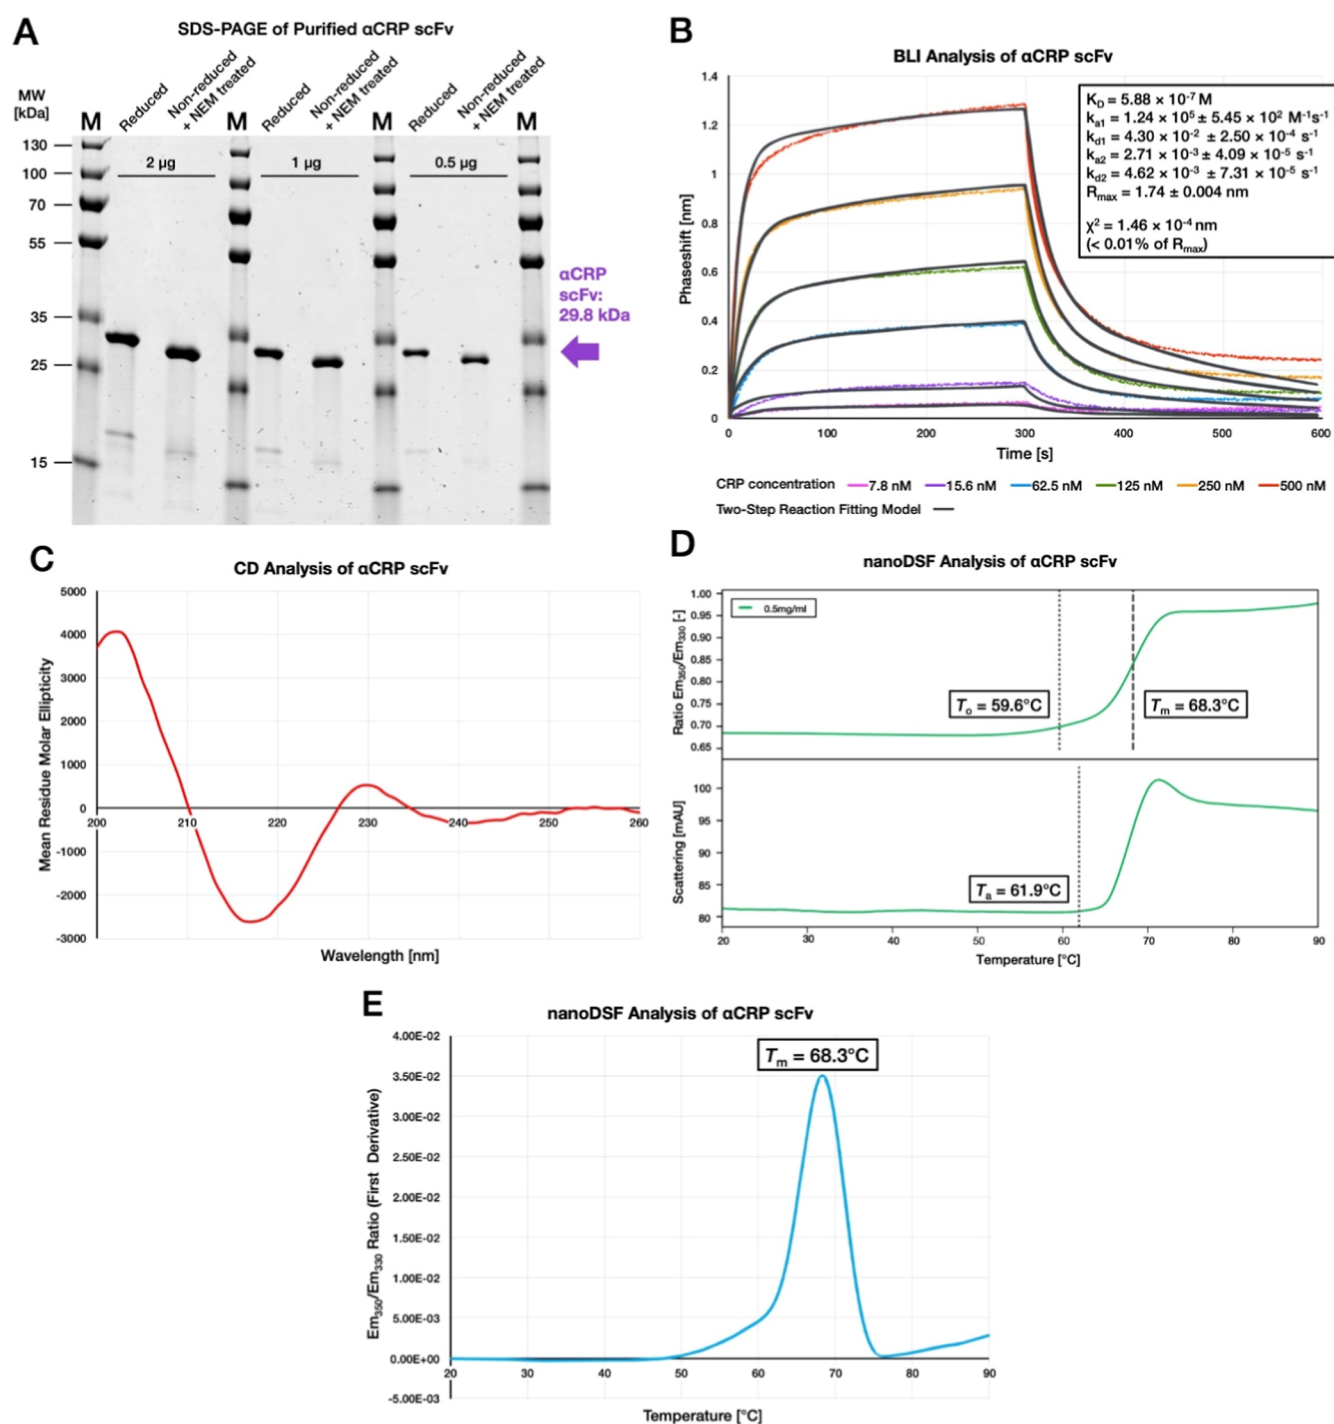 A
SDS-PAGE of Purified αCRP scFv
MW
[kDa]
M
Reduced
Non-reduced
+ NEM treated
M
Reduced
Non-reduced
+ NEM treated
M
Reduced
Non-reduced
+ NEM treated
M
2 µg
1 µg
0.5 µg
130
100
70
55
35
25
15
αCRP
scFv:
29.8 kDa
B
BLI Analysis of αCRP scFv
Phaseshift [nm]
1.4
1.2
1
0.8
0.6
0.4
0.2
0
K_D = 5.88 × 10⁻⁷ M
k_a1 = 1.24 × 10⁵ ± 5.45 × 10² M⁻¹s⁻¹
k_d1 = 4.30 × 10⁻² ± 2.50 × 10⁻⁴ s⁻¹
k_a2 = 2.71 × 10⁻³ ± 4.09 × 10⁻⁵ s⁻¹
k_d2 = 4.62 × 10⁻³ ± 7.31 × 10⁻⁵ s⁻¹
R_max = 1.74 ± 0.004 nm
χ² = 1.46 × 10⁻⁴ nm
(< 0.01% of R_max)
0 100 200 300 400 500 600
Time [s]
CRP concentration 7.8 nM 15.6 nM 62.5 nM 125 nM 250 nM 500 nM
Two-Step Reaction Fitting Model
C
CD Analysis of αCRP scFv
Mean Residue Molar Ellipticity
5000
4000
3000
2000
1000
0
-1000
-2000
-3000
200 210 220 230 240 250 260
Wavelength [nm]
D
nanoDSF Analysis of αCRP scFv
Ratio Em₃₅₀/Em₃₃₀ [-]
1.00
0.95
0.90
0.85
0.80
0.75
0.70
0.65
0.5mg/ml
T_o = 59.6°C
T_m = 68.3°C
Scattering [mAU]
100
95
90
85
80
T_a = 61.9°C
20 30 40 50 60 70 80 90
Temperature [°C]
E
nanoDSF Analysis of αCRP scFv
Em₃₅₀/Em₃₃₀ Ratio (First Derivative)
4.00E-02
3.50E-02
3.00E-02
2.50E-02
2.00E-02
1.50E-02
1.00E-02
5.00E-03
0.00E+00
-5.00E-03
T_m = 68.3°C
20 30 40 50 60 70 80 90
Temperature [°C]